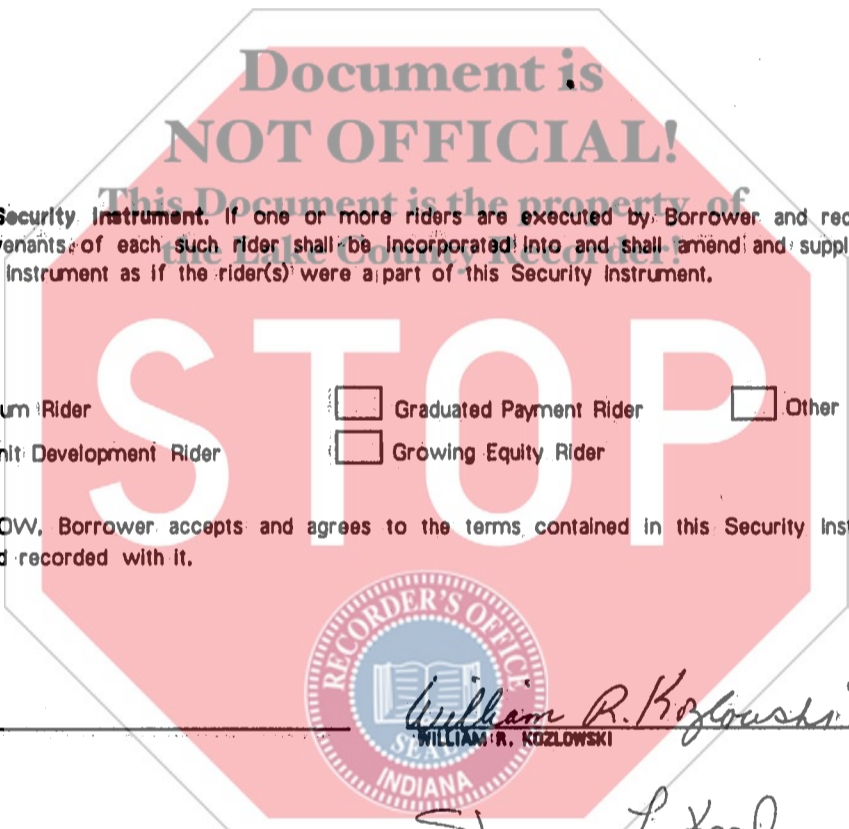 Document is
NOT OFFICIAL!
This Document is the property of
the Lake County Recorder!
Security Instrument. If one or more riders are executed by Borrower and rec
venants of each such rider shall be incorporated into and shall amend and suppl
Instrument as if the rider(s) were a part of this Security Instrument.
STOP
um Rider
Graduated Payment Rider
Other
nit Development Rider
Growing Equity Rider
OW, Borrower accepts and agrees to the terms contained in this Security Inst
d recorded with it.
RECORDER'S OFFICE
SEAL
INDIANA
William R. Kozlowski
WILLIAM R. KOZLOWSKI